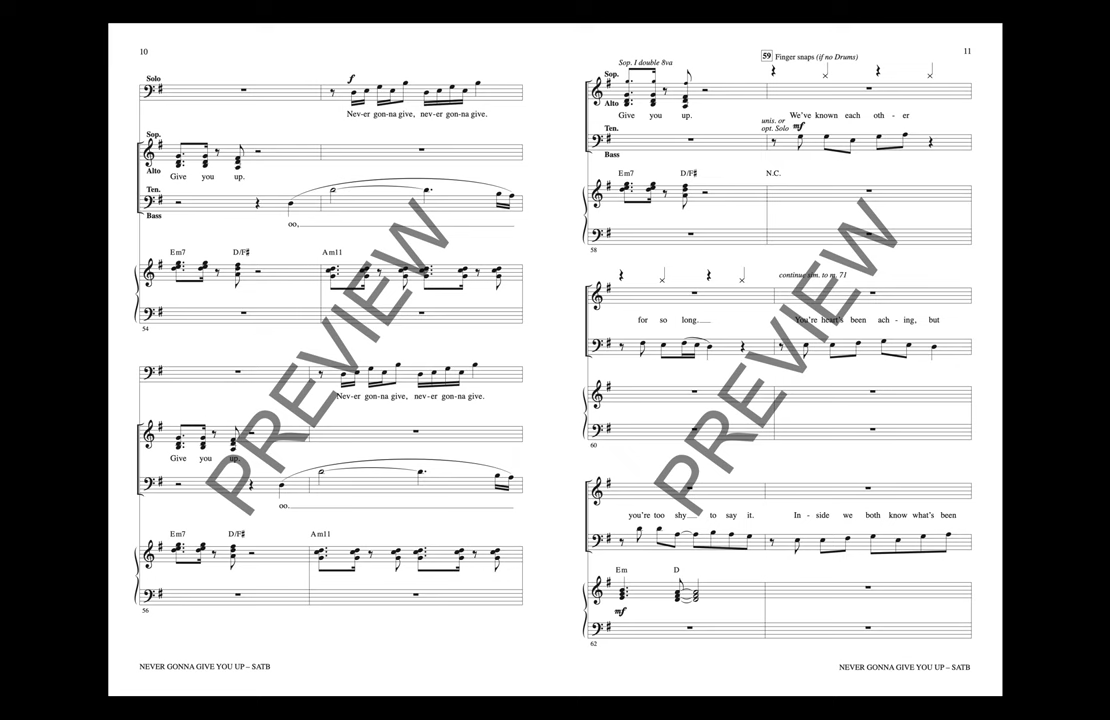 10
Solo
f
Nev-er gon-na give, nev-er gon-na give.
Sop.
Alto
Give you up.
Ten.
Bass
oo,
Em7 D/F# Am11
54
Nev-er gon-na give, nev-er gon-na give.
Give you up,
oo.
Em7 D/F# Am11
56
NEVER GONNA GIVE YOU UP – SATB
PREVIEW
11
59 Finger snaps (if no Drums)
Sop. I double 8va
Sop.
Alto
Give you up. We've known each oth - er
unis. or
opt. Solo mf
Ten.
Bass
Em7 D/F# N.C.
58
continue sim. to m. 71
for so long. You're heart's been ach - ing, but
60
you're too shy to say it. In - side we both know what's been
Em D
mf
62
NEVER GONNA GIVE YOU UP – SATB
PREVIEW